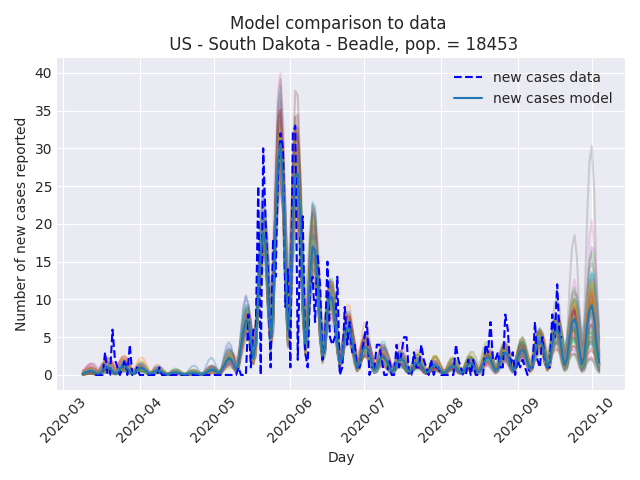 Model comparison to data
US - South Dakota - Beadle, pop. = 18453
new cases data
new cases model
Number of new cases reported
40
35
30
25
20
15
10
5
0
2020-03
2020-04
2020-05
2020-06
2020-07
2020-08
2020-09
2020-10
Day